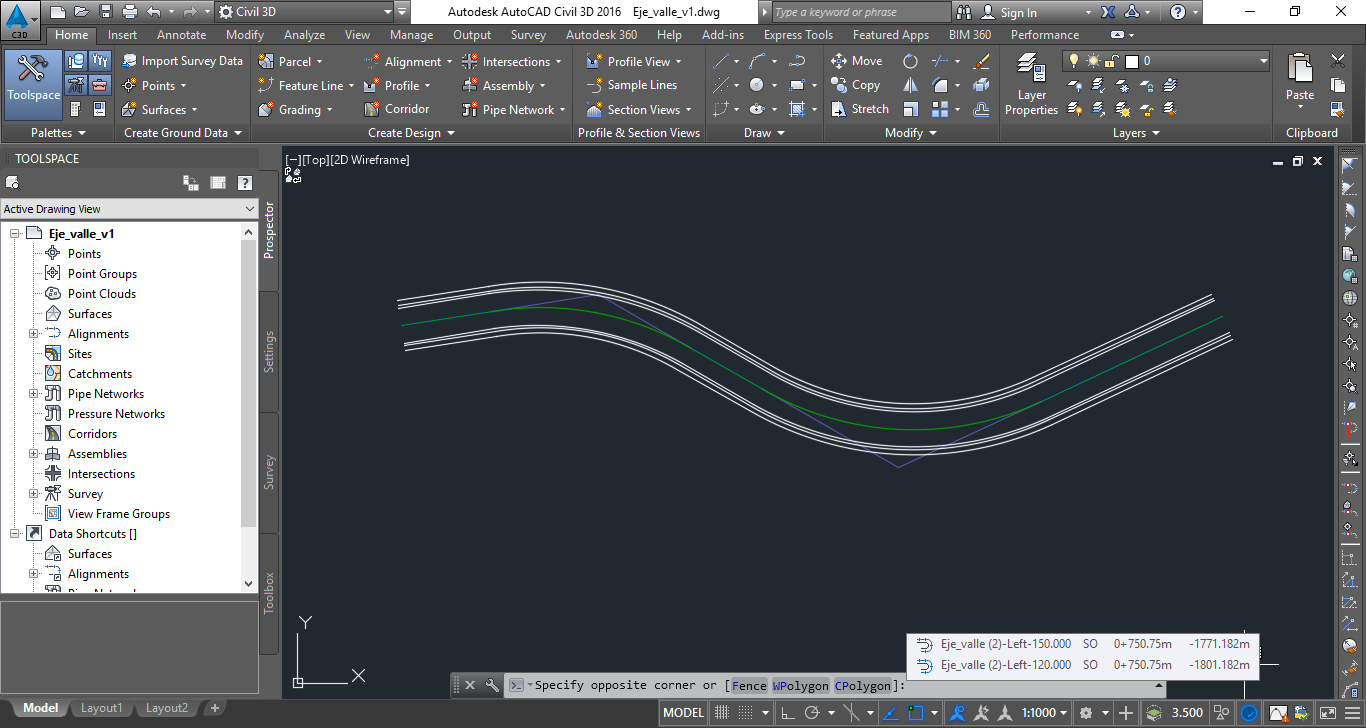 C3D
Civil 3D
Autodesk AutoCAD Civil 3D 2016 Eje_valle_v1.dwg
Type a keyword or phrase
Sign In
Home Insert Annotate Modify Analyze View Manage Output Survey Autodesk 360 Help Add-ins Express Tools Featured Apps BIM 360 Performance
Toolspace
Import Survey Data
Points
Surfaces
Parcel
Feature Line
Grading
Alignment
Profile
Corridor
Intersections
Assembly
Pipe Network
Profile View
Sample Lines
Section Views
Move
Copy
Stretch
Layer
Properties
0
Paste
Palettes Create Ground Data Create Design Profile & Section Views Draw Modify Layers Clipboard
TOOLSPACE
Active Drawing View
Eje_valle_v1
Points
Point Groups
Point Clouds
Surfaces
Alignments
Sites
Catchments
Pipe Networks
Pressure Networks
Corridors
Assemblies
Intersections
Survey
View Frame Groups
Data Shortcuts []
Surfaces
Alignments
Prospector
Settings
Survey
Toolbox
[−][Top][2D Wireframe]
Y
X
Eje_valle (2)-Left-150.000 SO 0+750.75m -1771.182m
Eje_valle (2)-Left-120.000 SO 0+750.75m -1801.182m
Specify opposite corner or [Fence WPolygon CPolygon]:
Model Layout1 Layout2 +
MODEL 1:1000 3.500